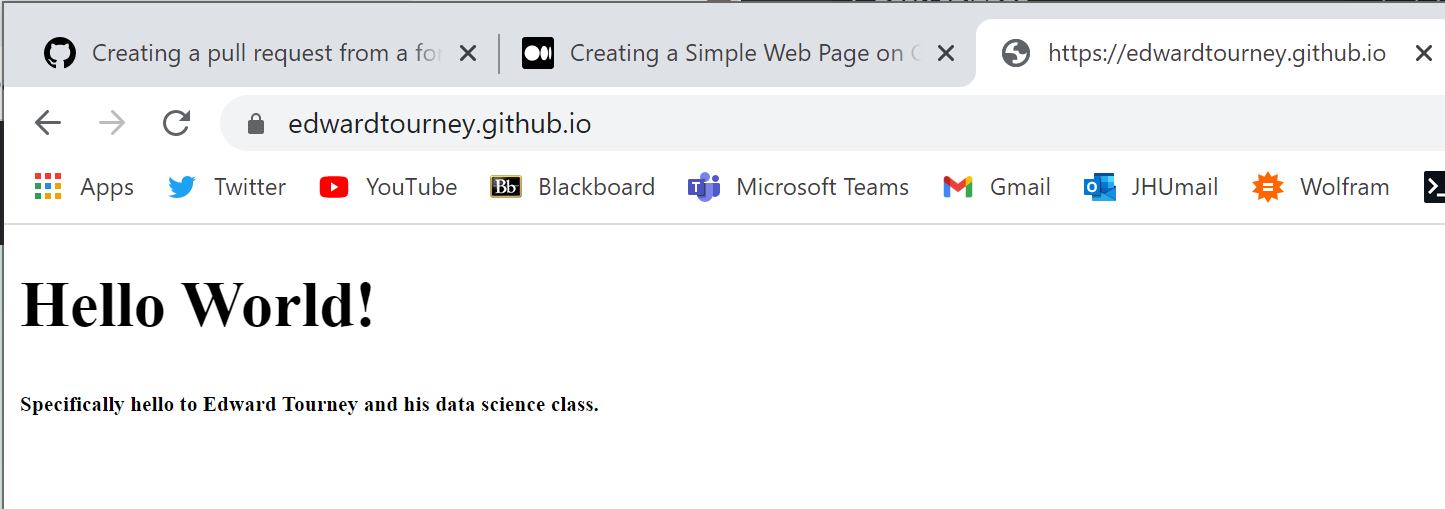 Creating a pull request from a for
Creating a Simple Web Page on G
https://edwardtourney.github.io
edwardtourney.github.io
Apps Twitter YouTube Bb Blackboard Microsoft Teams Gmail JHUmail Wolfram
Hello World!
Specifically hello to Edward Tourney and his data science class.